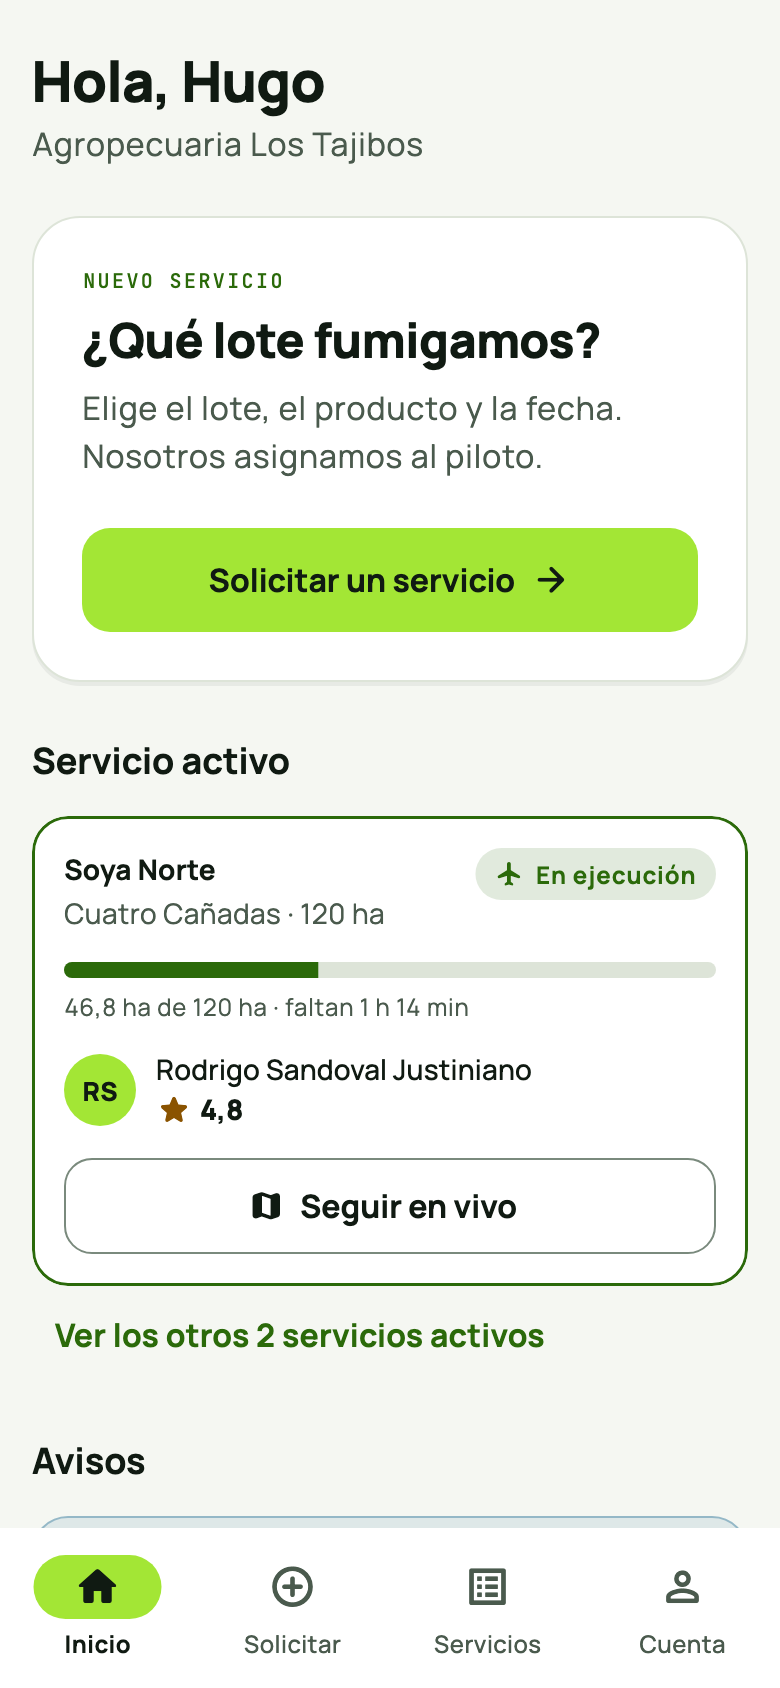 Hola, Hugo
Agropecuaria Los Tajibos
NUEVO SERVICIO
¿Qué lote fumigamos?
Elige el lote, el producto y la fecha.
Nosotros asignamos al piloto.
Solicitar un servicio
Servicio activo
Soya Norte
En ejecución
Cuatro Cañadas · 120 ha
46,8 ha de 120 ha · faltan 1 h 14 min
RS
Rodrigo Sandoval Justiniano
4,8
Seguir en vivo
Ver los otros 2 servicios activos
Avisos
Inicio
Solicitar
Servicios
Cuenta